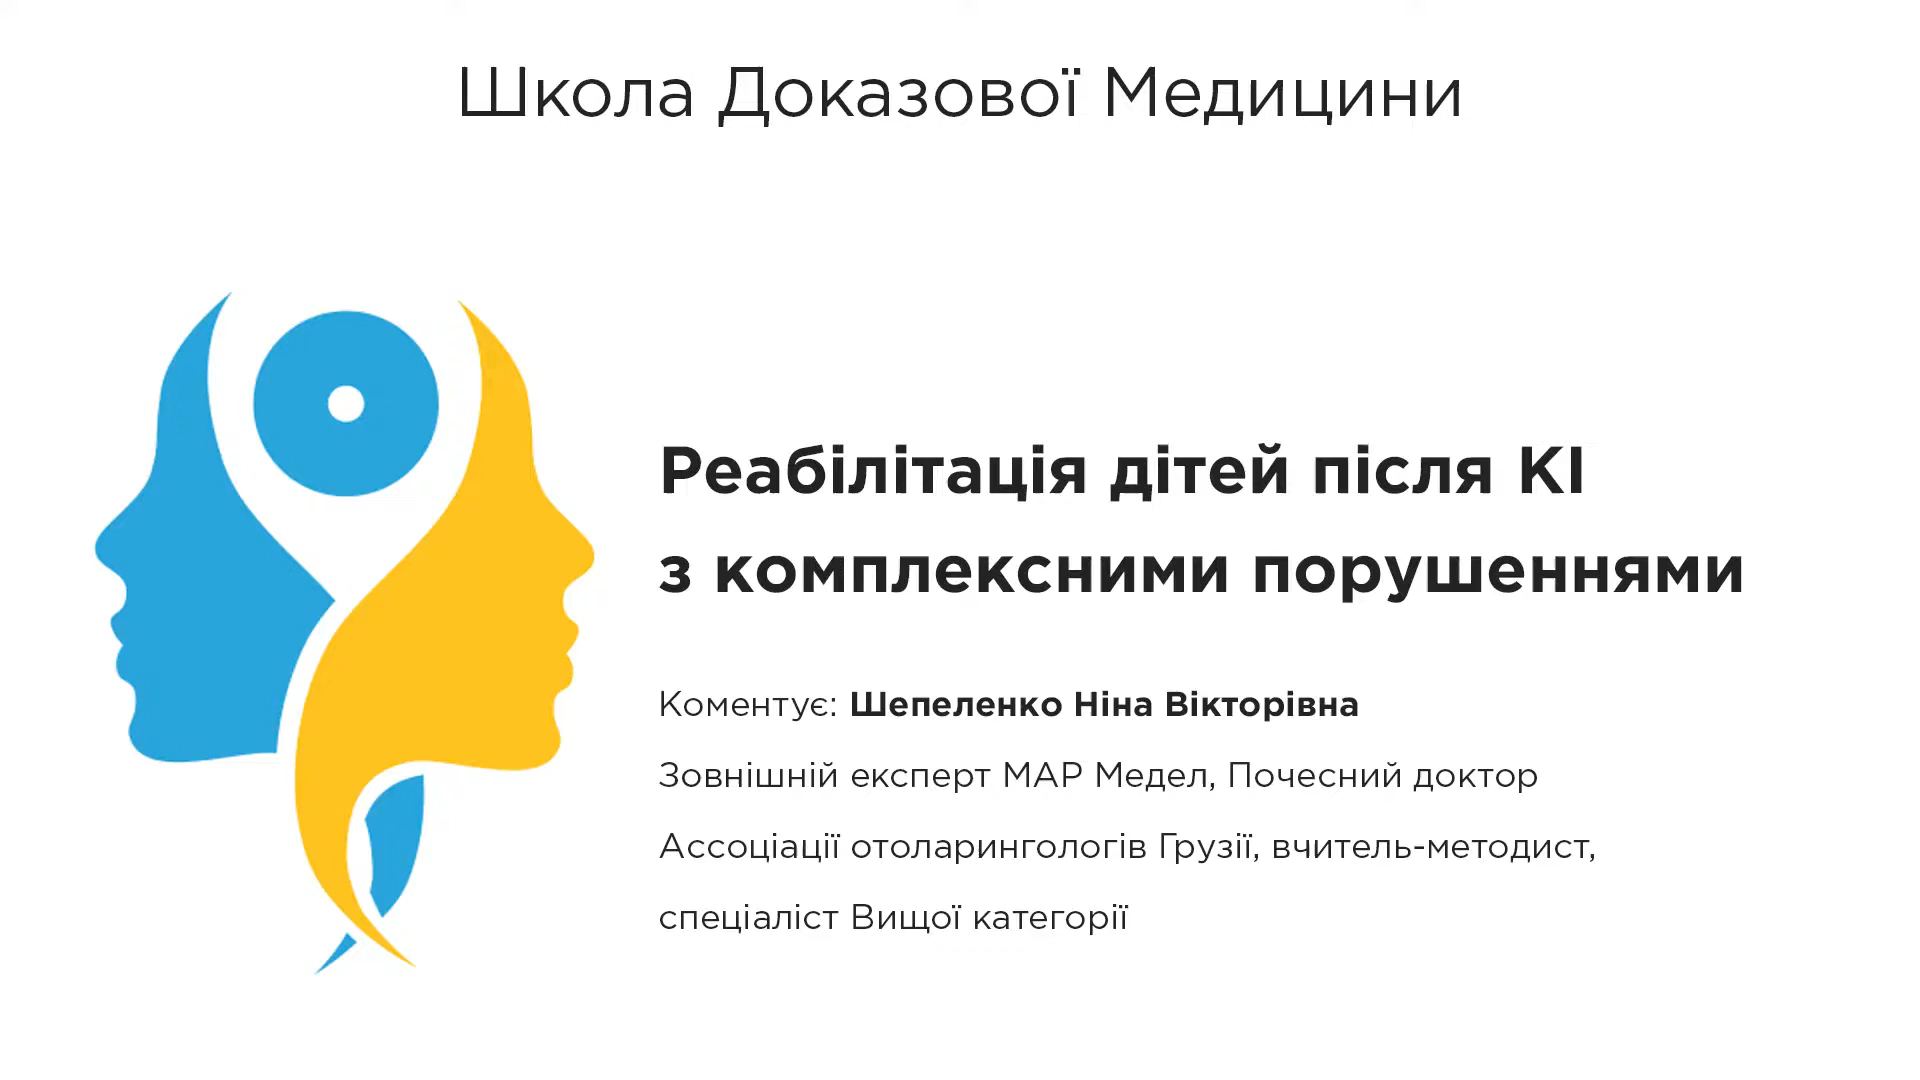 Школа Доказової Медицини
Реабілітація дітей після КІ
з комплексними порушеннями
Коментує: Шепеленко Ніна Вікторівна
Зовнішній експерт МАР Медел, Почесний доктор
Ассоціації отоларингологів Грузії, вчитель-методист,
спеціаліст Вищої категорії